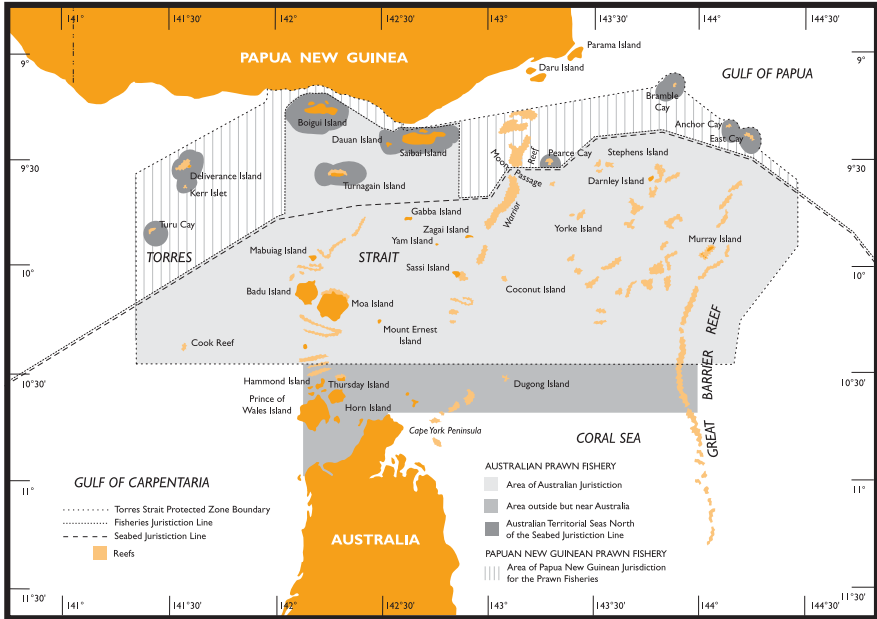 141°
141°30"
142°
142°30"
143°
143°30"
144°
144°30"
Parama Island
PAPUA NEW GUINEA
9°
9°
Daru Island
GULF OF PAPUA
Bramble
Cay
Boigui Island
Anchor Cay
East Cay
Dauan Island
Saibai Island
Moon Passage
Reef
Pearce Cay
Stephens Island
9°30"
9°30"
Deliverance Island
Kerr Islet
Turnagain Island
Darnley Island
Warrior
Gabba Island
Turu Cay
Zagai Island
Yorke Island
Yam Island
Murray Island
Mabuiag Island
TORRES
STRAIT
Sassi Island
10°
10°
Badu Island
Coconut Island
Moa Island
Mount Ernest
Island
Cook Reef
GREAT BARRIER REEF
10°30"
10°30"
Hammond Island
Thursday Island
Dugong Island
Prince of
Wales Island
Horn Island
Cape York Peninsula
CORAL SEA
GULF OF CARPENTARIA
11°
11°
AUSTRALIAN PRAWN FISHERY
Area of Australian Juristiction
Area outside but near Australia
Australian Territorial Seas North
of the Seabed Juristiction Line
PAPUAN NEW GUINEAN PRAWN FISHERY
Area of Papua New Guinean Jurisdiction
for the Prawn Fisheries
Torres Strait Protected Zone Boundary
Fisheries Juristiction Line
Seabed Juristiction Line
Reefs
AUSTRALIA
11°30"
11°30"
141°
141°30"
142°
142°30"
143°
143°30"
144°
144°30"